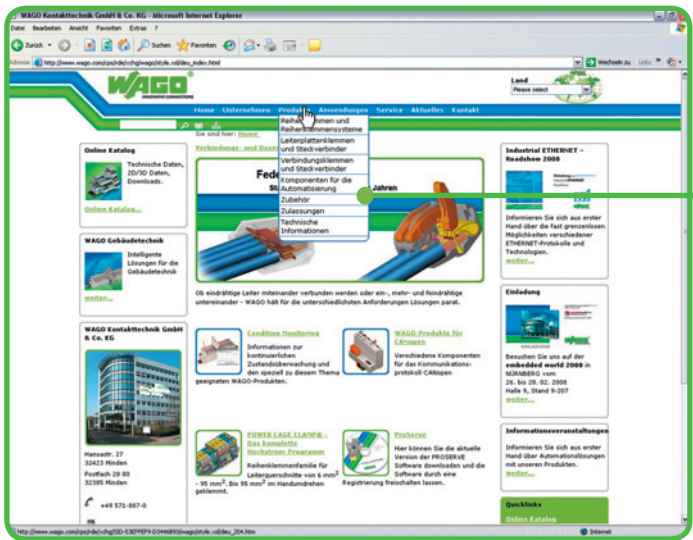 WAGO Kontakttechnik GmbH & Co. KG - Microsoft Internet Explorer
Datei Bearbeiten Ansicht Favoriten Extras ?
Zurück Suchen Favoriten
Adresse http://www.wago.com/cps/rde/xchg/wago/style.xsl/deu_index.html Wechseln zu Links
WAGO
INNOVATIVE CONNECTIONS
Land
Please select
Home Unternehmen Produkte Anwendungen Service Aktuelles Kontakt
Sie sind hier: Home
Reihenklemmen und
Reihenklemmensysteme
Leiterplattenklemmen
und Steckverbinder
Verbindungsklemmen
und Steckverbinder
Komponenten für die
Automatisierung
Zubehör
Zulassungen
Technische
Informationen
Online Katalog
Technische Daten,
2D/3D Daten,
Downloads.
Online Katalog...
WAGO Gebäudetechnik
Intelligente
Lösungen für die
Gebäudetechnik
weiter...
WAGO Kontakttechnik GmbH
& Co. KG
Hansastr. 27
32423 Minden
Postfach 28 80
32385 Minden
+49 571-887-0
Verbindungs- und
Jahren
Ob eindrähtige Leiter miteinander verbunden werden oder ein-, mehr- und feindrähtige
untereinander - WAGO hält für die unterschiedlichsten Anforderungen Lösungen parat.
Condition Monitoring
Informationen zur
kontinuierlichen
Zustandsüberwachung und
den speziell zu diesem Thema
geeigneten WAGO-Produkten.
WAGO-Produkte für
CANopen
Verschiedene Komponenten
für das Kommunikations-
protokoll CANopen
POWER CAGE CLAMP® -
Das komplette
Hochstrom-Programm
Reihenklemmenfamilie für
Leiterquerschnitte von 6 mm²
- 95 mm². Bis 95 mm² im Handumdrehen
geklemmt.
ProServe
Hier können Sie die aktuelle
Version der PROSERVE
Software downloaden und die
Software durch eine
Registrierung freischalten lassen.
Industrial ETHERNET -
Roadshow 2008
Informieren Sie sich aus erster
Hand über die fast grenzenlosen
Möglichkeiten verschiedener
ETHERNET-Protokolle und
Technologien.
weiter...
Einladung
EINLADUNG
Besuchen Sie uns auf der
embedded world 2008 in
NÜRNBERG vom
26. bis 28. 02. 2008
Halle 9, Stand 9-207
weiter...
Informationsveranstaltungen
Informieren Sie sich aus erster
Hand über Automationslösungen
mit unseren Produkten.
weiter...
Quicklinks
Online Katalog
Internet